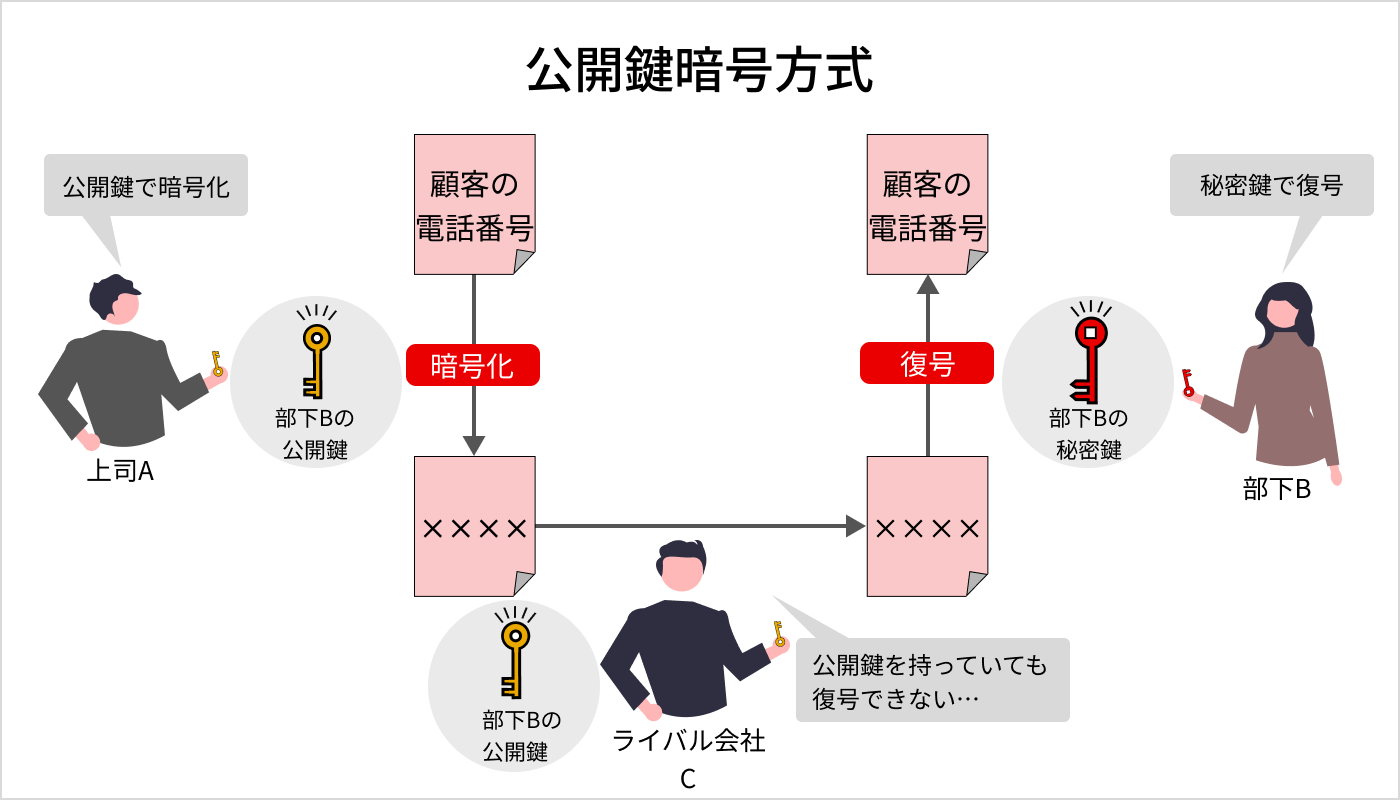 公開鍵暗号方式
公開鍵で暗号化
顧客の
電話番号
顧客の
電話番号
秘密鍵で復号
暗号化
復号
部下Bの
公開鍵
部下Bの
秘密鍵
上司A
部下B
××××
××××
部下Bの
公開鍵
公開鍵を持っていても
復号できない…
ライバル会社
C